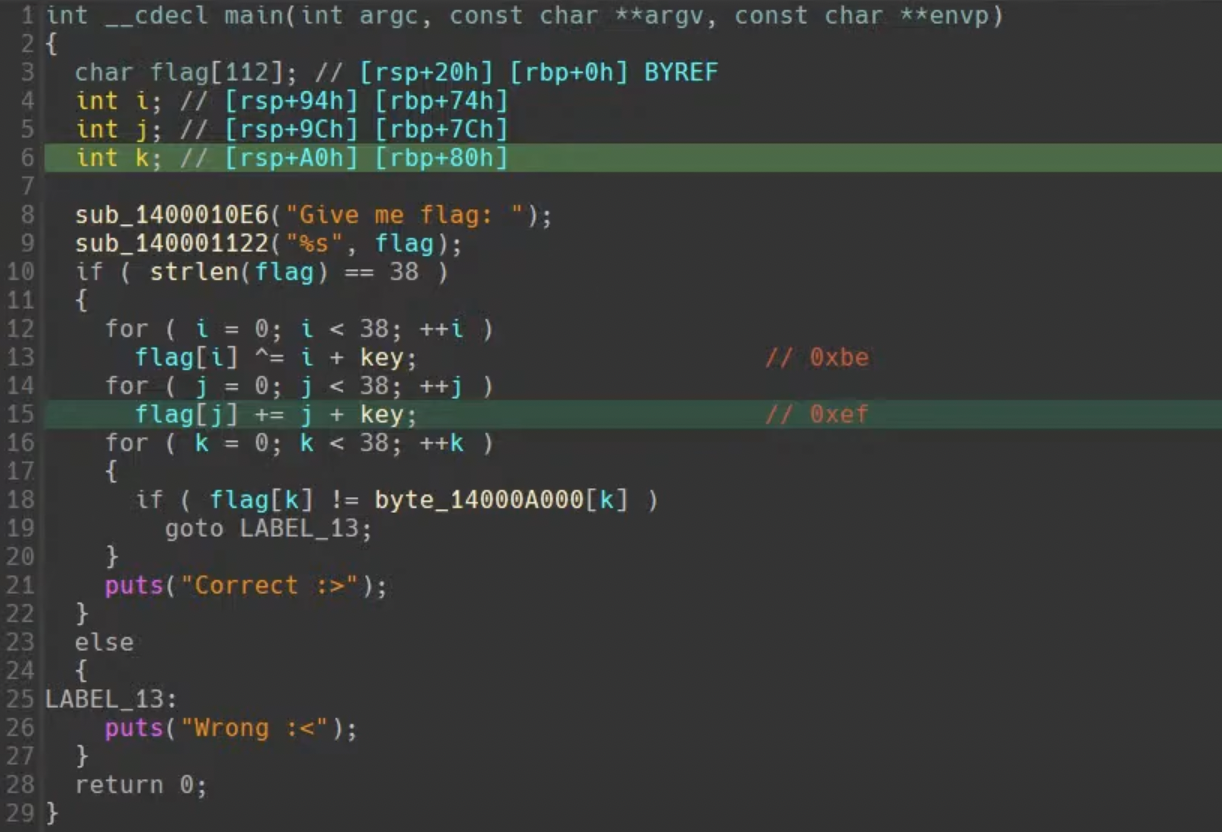 1 int __cdecl main(int argc, const char **argv, const char **envp)
2 {
3   char flag[112]; // [rsp+20h] [rbp+0h] BYREF
4   int i; // [rsp+94h] [rbp+74h]
5   int j; // [rsp+9Ch] [rbp+7Ch]
6   int k; // [rsp+A0h] [rbp+80h]
7
8   sub_1400010E6("Give me flag: ");
9   sub_140001122("%s", flag);
10   if ( strlen(flag) == 38 )
11   {
12     for ( i = 0; i < 38; ++i )
13       flag[i] ^= i + key;                       // 0xbe
14     for ( j = 0; j < 38; ++j )
15       flag[j] += j + key;                       // 0xef
16     for ( k = 0; k < 38; ++k )
17     {
18       if ( flag[k] != byte_14000A000[k] )
19         goto LABEL_13;
20     }
21     puts("Correct :>");
22   }
23   else
24   {
25 LABEL_13:
26     puts("Wrong :<");
27   }
28   return 0;
29 }